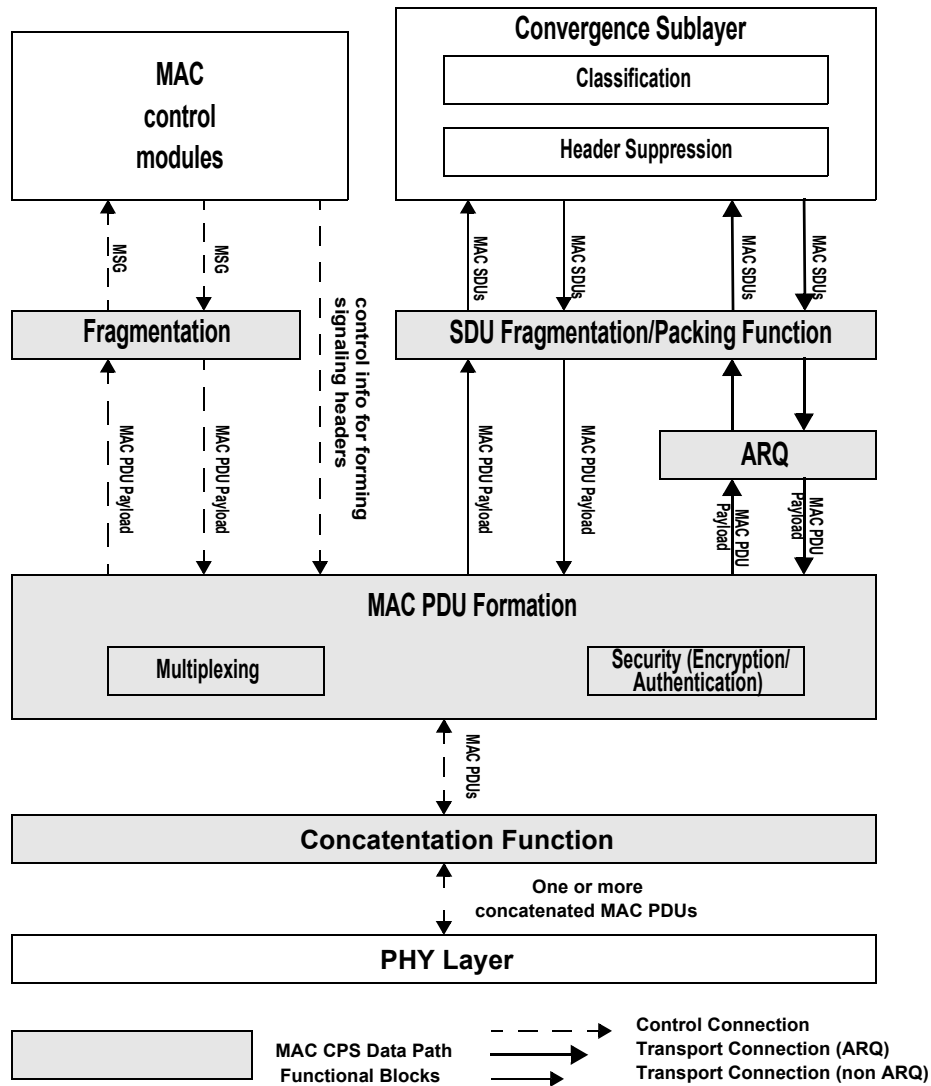 MAC
control
modules
Convergence Sublayer
Classification
Header Suppression
MSG
MSG
control info for forming
signaling headers
MAC SDUs
MAC SDUs
MAC SDUs
MAC SDUs
Fragmentation
SDU Fragmentation/Packing Function
MAC PDU Payload
MAC PDU Payload
MAC PDU Payload
MAC PDU Payload
ARQ
MAC PDU
Payload
MAC PDU
Payload
MAC PDU Formation
Multiplexing
Security (Encryption/
Authentication)
MAC PDUs
Concatentation Function
One or more
concatenated MAC PDUs
PHY Layer
MAC CPS Data Path
Functional Blocks
Control Connection
Transport Connection (ARQ)
Transport Connection (non ARQ)